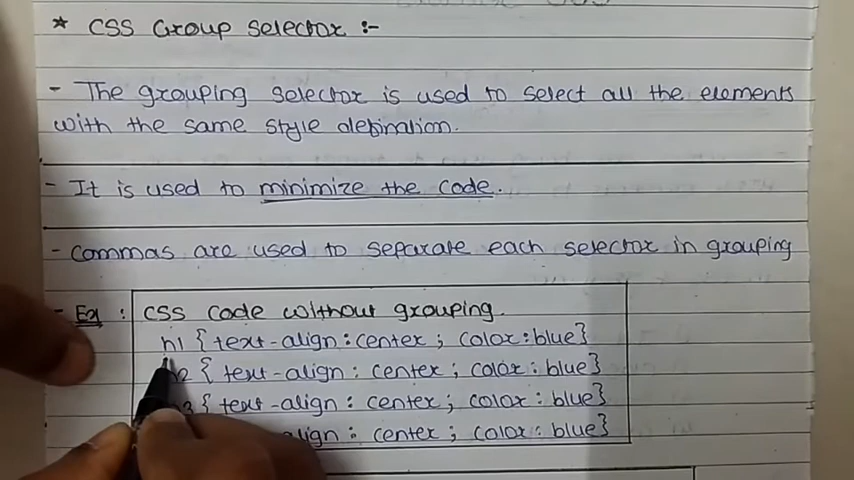 * CSS Group Selector :-
- The grouping selector is used to select all the elements
with the same style defination.
- It is used to minimize the code.
- Commas are used to separate each selector in grouping
- Ex : CSS code without grouping.
h1 { text-align : center ; color : blue }
h2 { text-align : center ; color : blue }
{ text-align : center ; color : blue }
align : center ; color : blue }